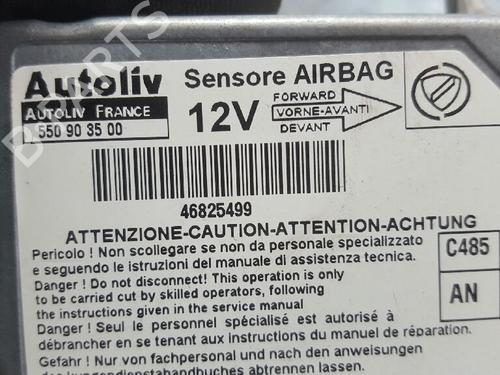 Autoliv Sensore AIRBAG
AUTOLIV FRANCE
550 90 35 00
12V
FORWARD
VORNE-AVANTI
DEVANT
46825499
ATTENZIONE-CAUTION-ATTENTION-ACHTUNG
Pericolo ! Non scollegare se non da personale specializzato
e seguendo le istruzioni del manuale di assistenza tecnica.
Danger ! Do not disconnect! This operation is only
to be carried out by skilled operators, following
the instructions given in the service manual
Danger ! Seul le personnel spécialisé est autorisé à
débrancher en se tenant aux instructions du manuel de réparation.
Gefahr ! Nur von fachpersonal und nach den anweisungen
des kundendiensthandbuches abtrennen lassen.
C485
AN